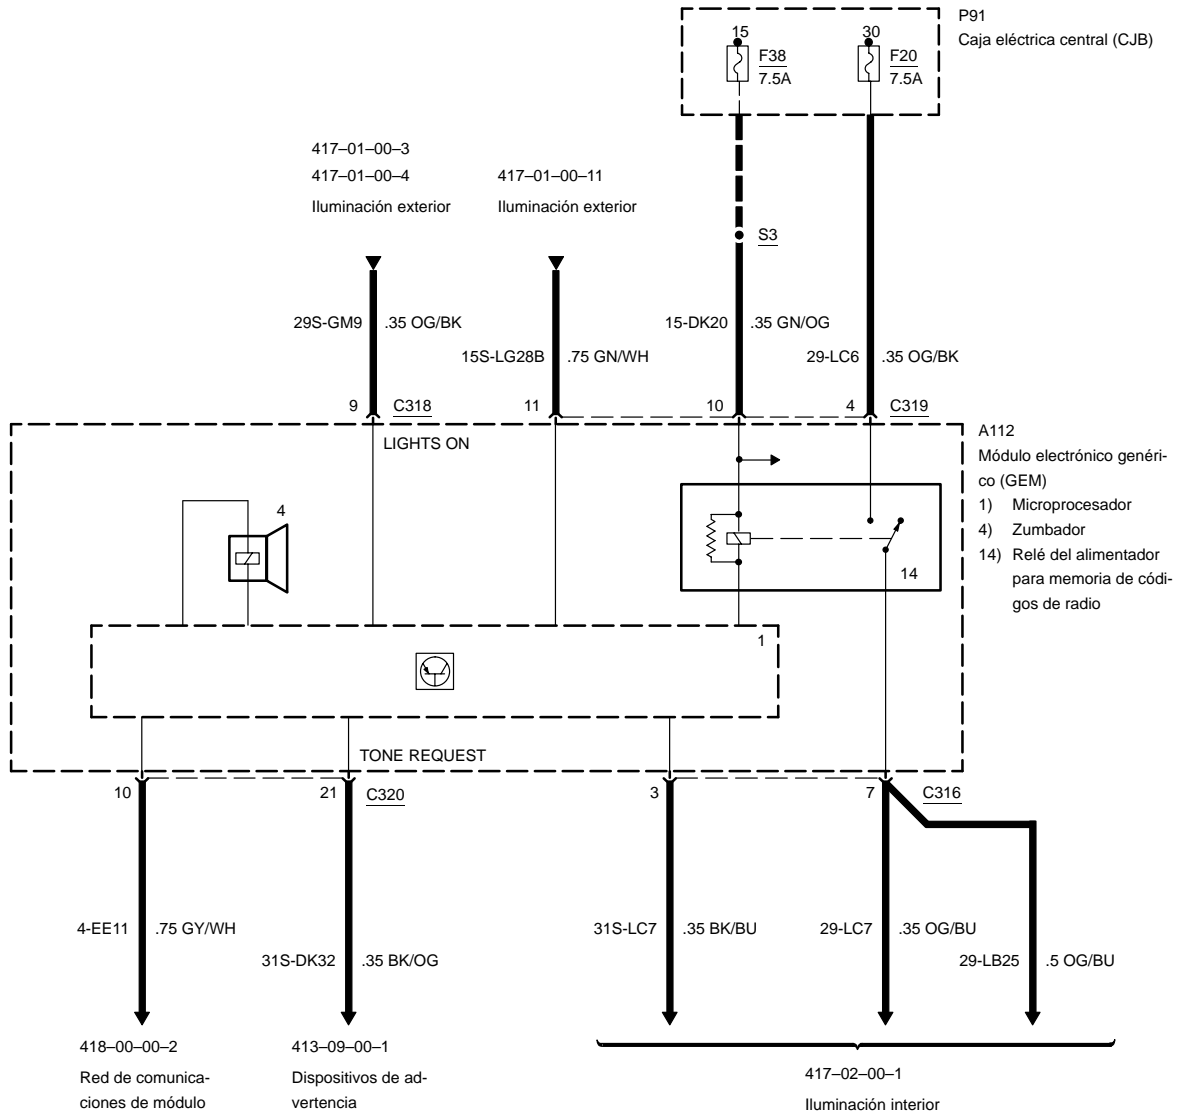 P91
Caja eléctrica central (CJB)
15
30
F38
7.5A
F20
7.5A
417–01–00–3
417–01–00–4
Iluminación exterior
417–01–00–11
Iluminación exterior
S3
29S-GM9
.35 OG/BK
15-DK20
.35 GN/OG
15S-LG28B
.75 GN/WH
29-LC6
.35 OG/BK
9
C318
11
10
4
C319
LIGHTS ON
A112
Módulo electrónico genéri-
co (GEM)
1) Microprocesador
4) Zumbador
14) Relé del alimentador
para memoria de códi-
gos de radio
4
14
1
TONE REQUEST
10
21
C320
3
7
C316
4-EE11
.75 GY/WH
31S-LC7
.35 BK/BU
29-LC7
.35 OG/BU
31S-DK32
.35 BK/OG
29-LB25
.5 OG/BU
418–00–00–2
Red de comunica-
ciones de módulo
413–09–00–1
Dispositivos de ad-
vertencia
417–02–00–1
Iluminación interior